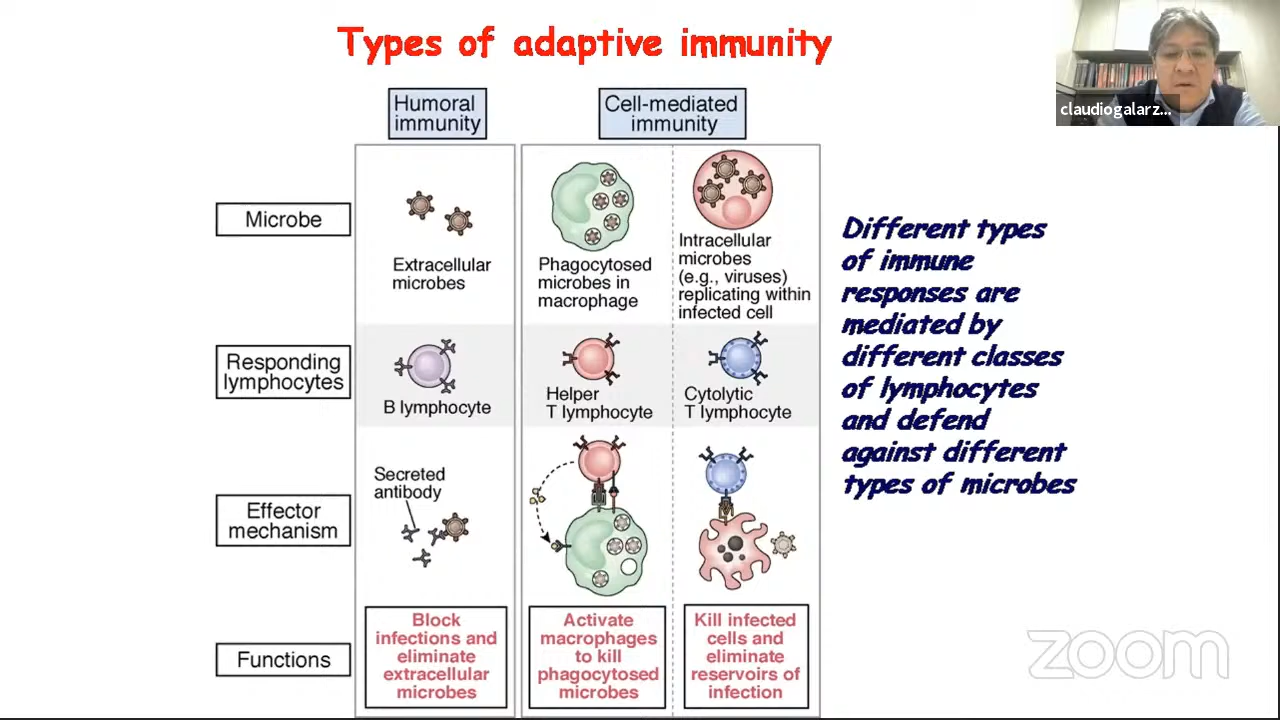 Types of adaptive immunity
claudiogalarz...
Humoral
immunity
Cell-mediated
immunity
Microbe
Extracellular
microbes
Phagocytosed
microbes in
macrophage
Intracellular
microbes
(e.g., viruses)
replicating within
infected cell
Responding
lymphocytes
B lymphocyte
Helper
T lymphocyte
Cytolytic
T lymphocyte
Effector
mechanism
Secreted
antibody
Functions
Block
infections and
eliminate
extracellular
microbes
Activate
macrophages
to kill
phagocytosed
microbes
Kill infected
cells and
eliminate
reservoirs of
infection
Different types
of immune
responses are
mediated by
different classes
of lymphocytes
and defend
against different
types of microbes
zoom